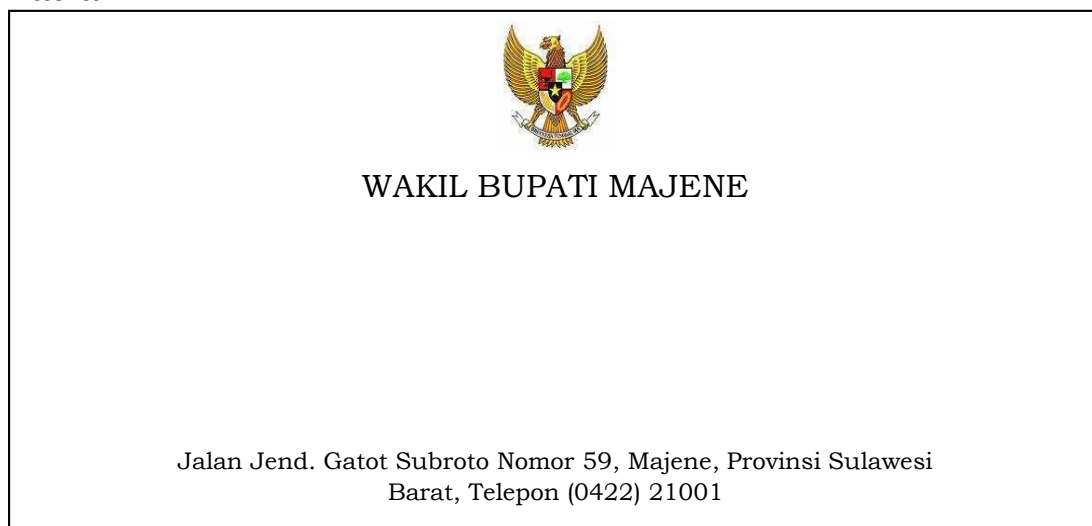 WAKIL BUPATI MAJENE
Jalan Jend. Gatot Subroto Nomor 59, Majene, Provinsi Sulawesi
Barat, Telepon (0422) 21001